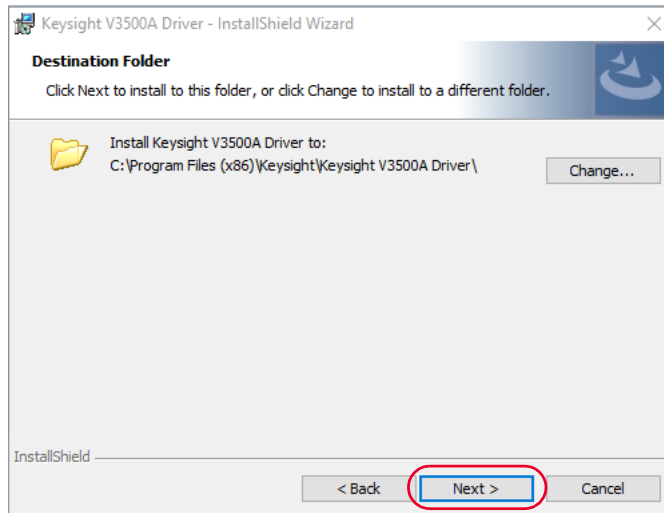 Keysight V3500A Driver - InstallShield Wizard
Destination Folder
Click Next to install to this folder, or click Change to install to a different folder.
Install Keysight V3500A Driver to:
C:\Program Files (x86)\Keysight\Keysight V3500A Driver\
Change...
InstallShield
< Back
Next >
Cancel